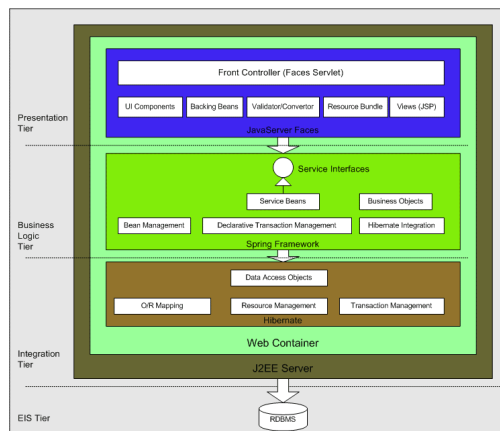 Front Controller (Faces Servlet)
UI Components
Backing Beans
Validator/Convertor
Resource Bundle
Views (JSP)
JavaServer Faces
Presentation
Tier
Service Interfaces
Service Beans
Business Objects
Bean Management
Declarative Transaction Management
Hibernate Integration
Spring Framework
Business
Logic
Tier
Data Access Objects
O/R Mapping
Resource Management
Transaction Management
Hibernate
Web Container
Integration
Tier
J2EE Server
EIS Tier
RDBMS